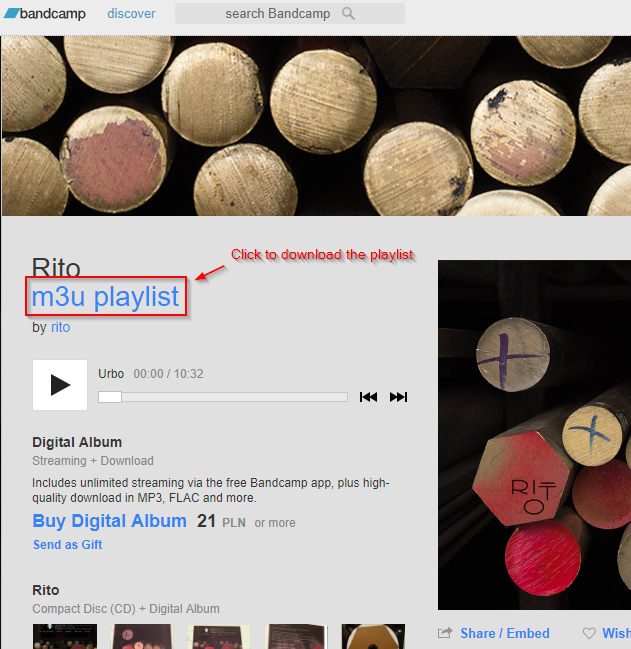 bandcamp discover search Bandcamp
Click to download the playlist
Rito
m3u playlist
by rito
Urbo 00:00 / 10:32
Digital Album
Streaming + Download
Includes unlimited streaming via the free Bandcamp app, plus high-
quality download in MP3, FLAC and more.
Buy Digital Album 21 PLN or more
Send as Gift
Rito
Compact Disc (CD) + Digital Album
RITO
Share / Embed
Wish